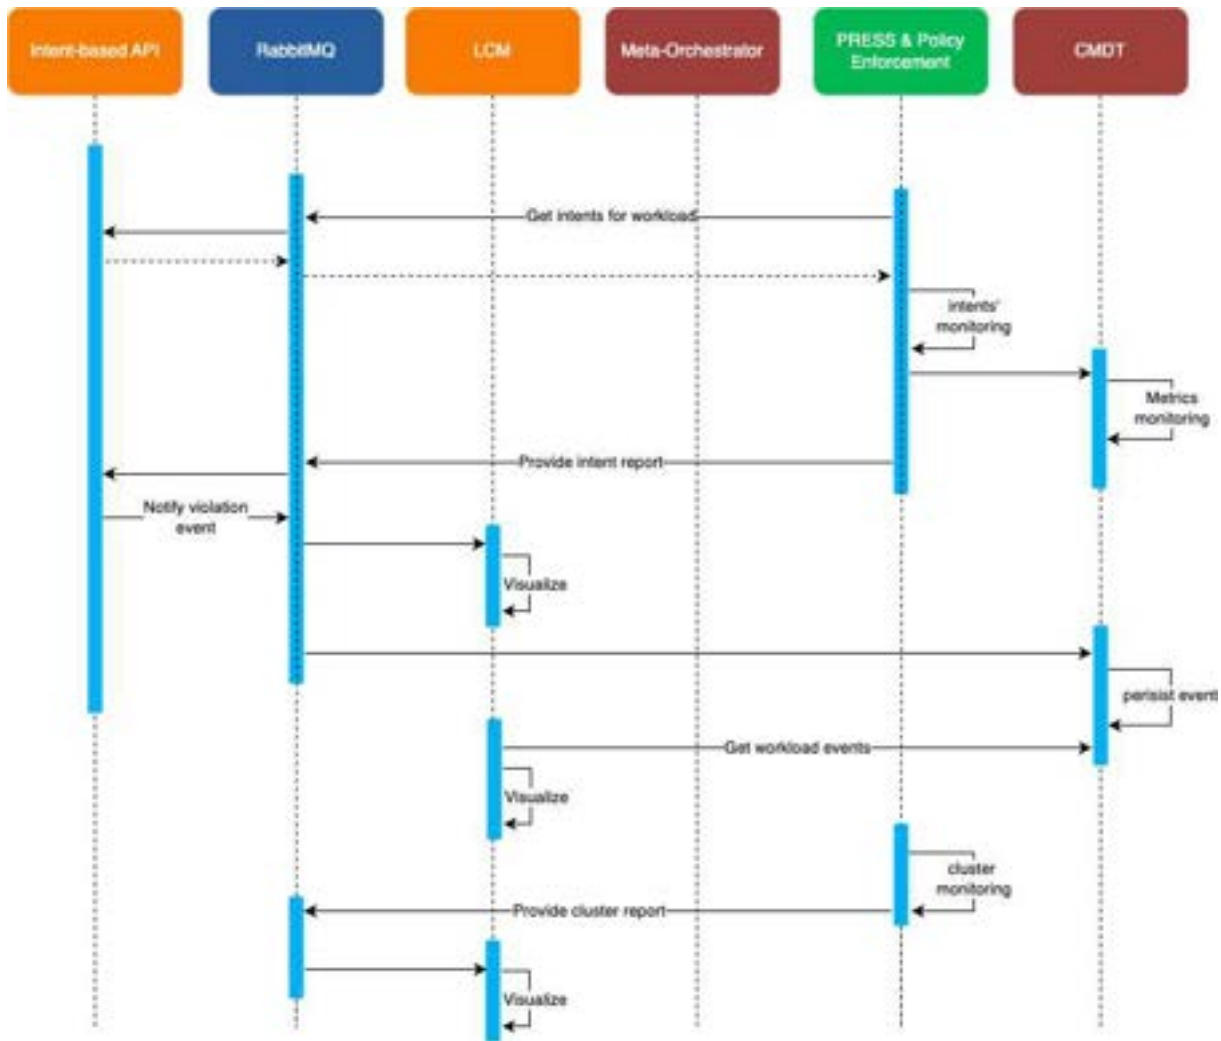 Intent-based API
RabbitMQ
LCM
Meta-Orchestrator
PRESS & Policy
Enforcement
CMDT
Get intents for workload
intents'
monitoring
Metrics
monitoring
Provide intent report
Notify violation
event
Visualize
perisist event
Get workload events
Visualize
cluster
monitoring
Provide cluster report
Visualize